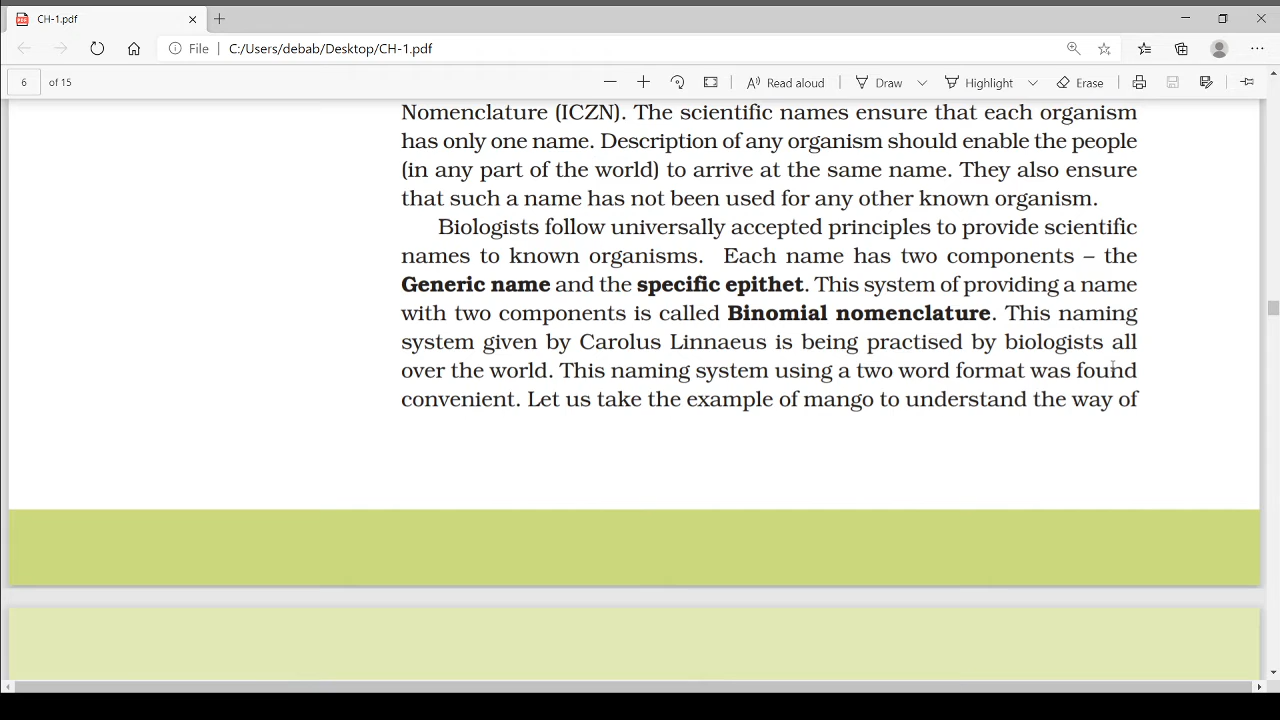 CH-1.pdf
File | C:/Users/debab/Desktop/CH-1.pdf
6 of 15 Read aloud Draw Highlight Erase
Nomenclature (ICZN). The scientific names ensure that each organism
has only one name. Description of any organism should enable the people
(in any part of the world) to arrive at the same name. They also ensure
that such a name has not been used for any other known organism.
Biologists follow universally accepted principles to provide scientific
names to known organisms. Each name has two components – the
Generic name and the specific epithet. This system of providing a name
with two components is called Binomial nomenclature. This naming
system given by Carolus Linnaeus is being practised by biologists all
over the world. This naming system using a two word format was found
convenient. Let us take the example of mango to understand the way of